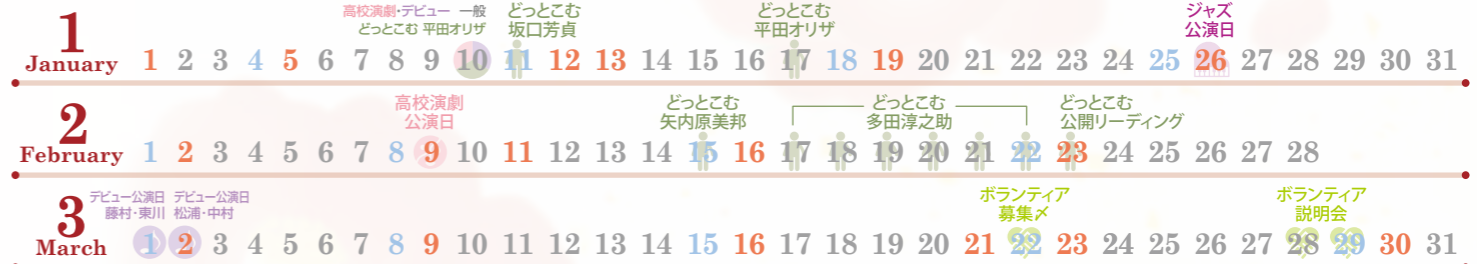 高校演劇・デビュー 一般
どっとこむ 平田オリザ
どっとこむ
坂口芳貞
どっとこむ
平田オリザ
ジャズ
公演日
1
January
1 2 3 4 5 6 7 8 9 10 11 12 13 14 15 16 17 18 19 20 21 22 23 24 25 26 27 28 29 30 31
高校演劇
公演日
どっとこむ
矢内原美邦
どっとこむ
多田淳之助
どっとこむ
公開リーディング
2
February
1 2 3 4 5 6 7 8 9 10 11 12 13 14 15 16 17 18 19 20 21 22 23 24 25 26 27 28
デビュー公演日
藤村・東川
デビュー公演日
松浦・中村
ボランティア
募集〆
ボランティア
説明会
3
March
1 2 3 4 5 6 7 8 9 10 11 12 13 14 15 16 17 18 19 20 21 22 23 24 25 26 27 28 29 30 31